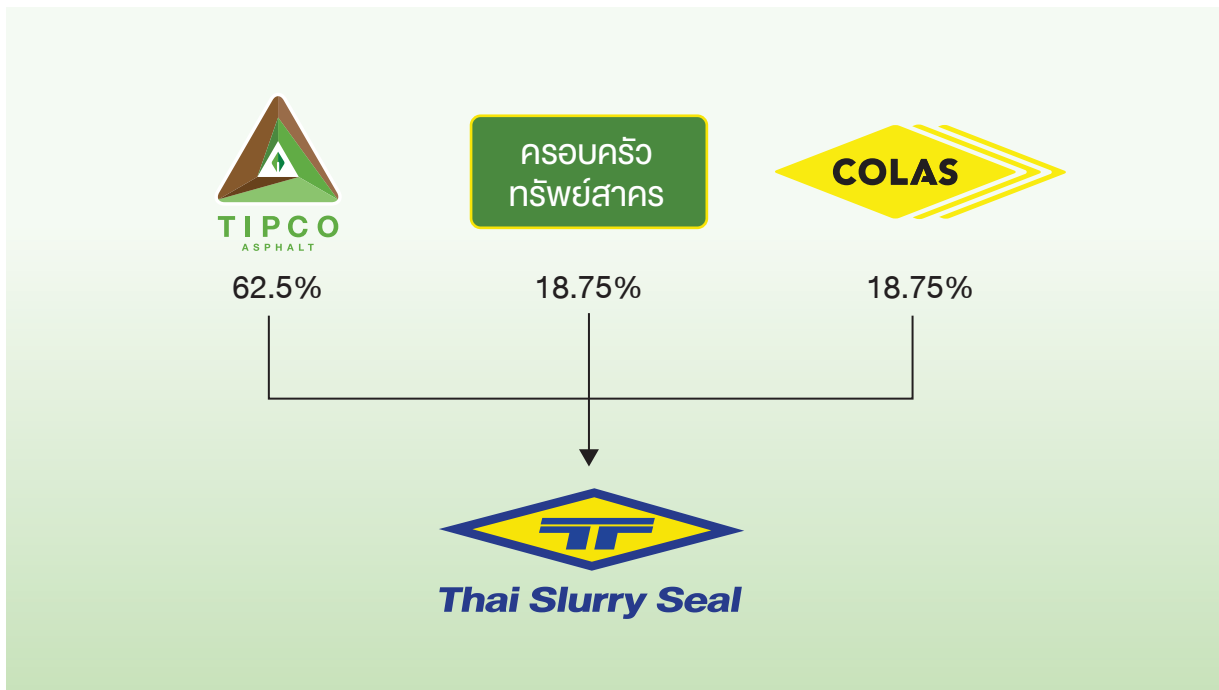 TIPCO
ASPHALT
ครอบครัว
ทรัพย์สาคร
COLAS
62.5%
18.75%
18.75%
Thai Slurry Seal